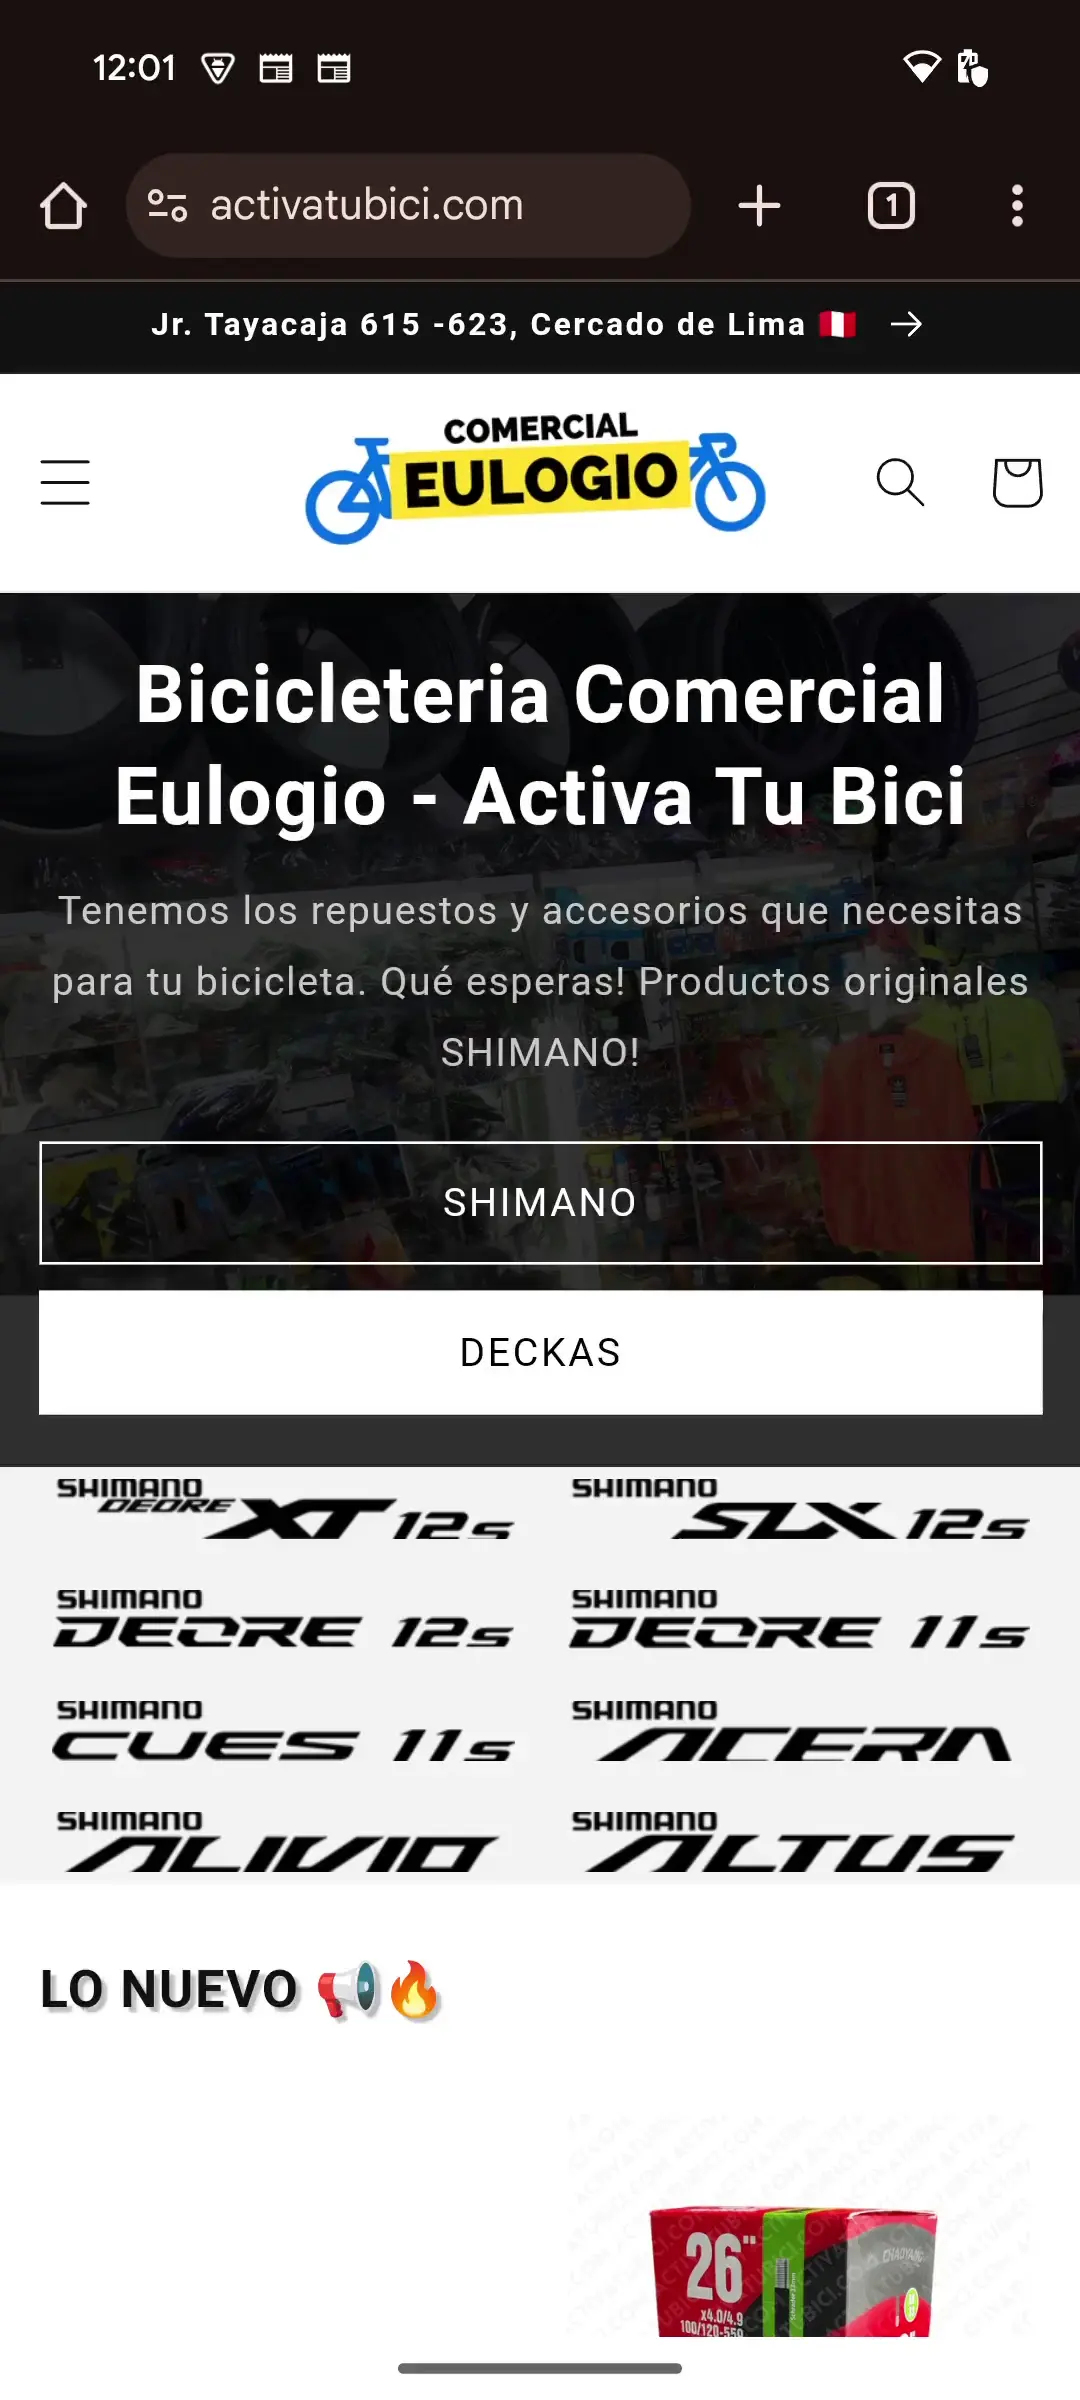 12:01
activatubici.com
1
Jr. Tayacaja 615 -623, Cercado de Lima 🇵🇪 →
COMERCIAL
EULOGIO
Bicicleteria Comercial
Eulogio - Activa Tu Bici
Tenemos los repuestos y accesorios que necesitas
para tu bicicleta. Qué esperas! Productos originales
SHIMANO!
SHIMANO
DECKAS
SHIMANO DEORE XT 12s
SHIMANO SLX 12s
SHIMANO DEORE 12s
SHIMANO DEORE 11s
SHIMANO CUES 11s
SHIMANO ACERA
SHIMANO ALIVIO
SHIMANO ALTUS
LO NUEVO 📢🔥
26"
x4.0/4.9
100/120-559
CHAOYANG